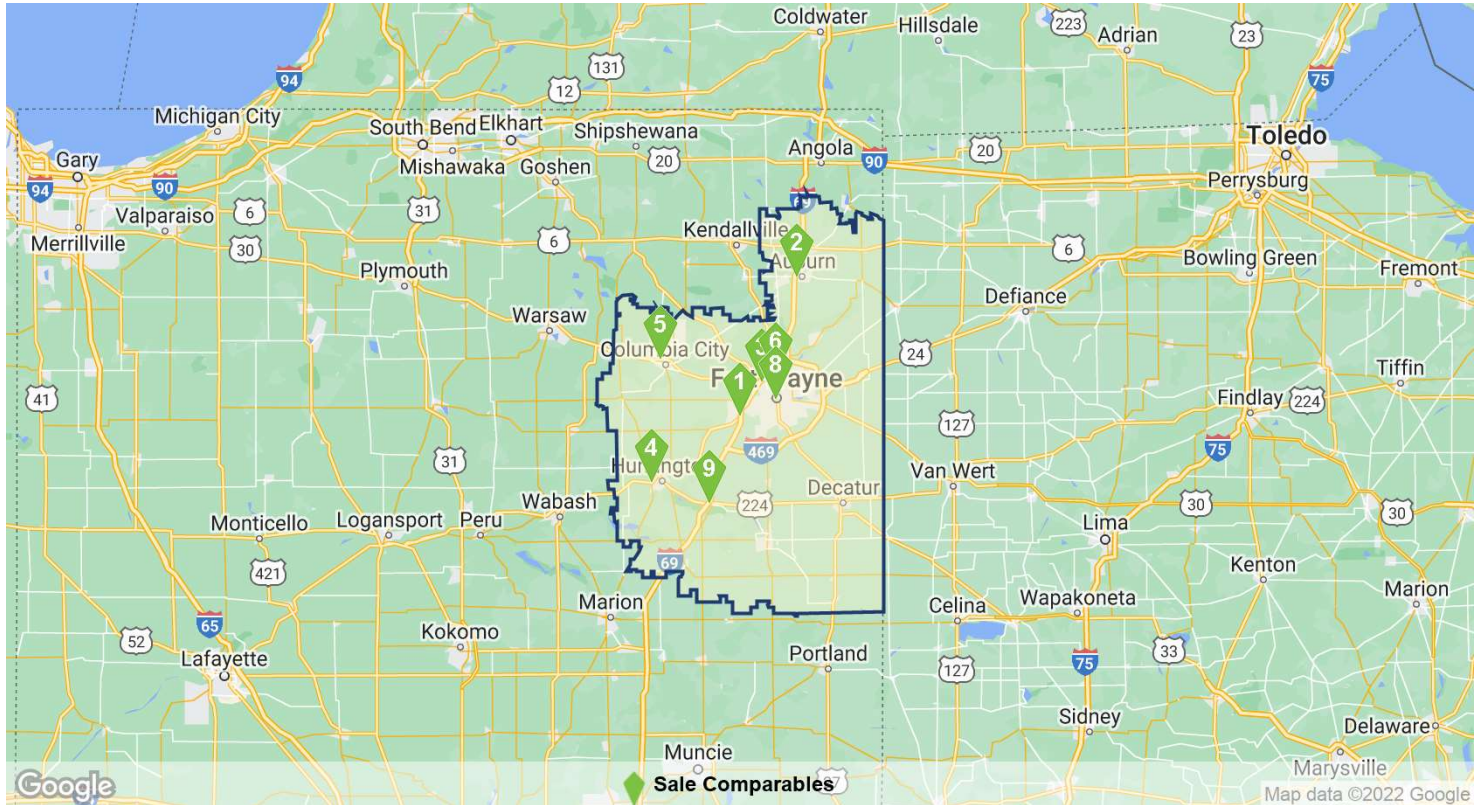 Coldwater
Hillsdale
223
Adrian
23
94
131
12
75
Michigan City
South Bend
Elkhart
Shipshewana
Angola
Toledo
Gary
Mishawaka
Goshen
20
90
20
94
90
Perrysburg
Valparaiso
6
31
69
Merrillville
30
6
Kendallville
2
6
Auburn
Bowling Green
Fremont
Plymouth
Defiance
Warsaw
5
6
Columbia City
3
24
Tiffin
8
Fort Wayne
1
41
Findlay
224
127
4
469
75
31
Huntington
9
Van Wert
Wabash
224
Decatur
30
30
Monticello
Logansport
Peru
Lima
421
69
Kenton
Marion
Celina
Wapakoneta
Marion
65
52
Kokomo
33
Lafayette
Portland
127
75
Sidney
Delaware
Muncie
Marysville
Google
Sale Comparables
Map data ©2022 Google